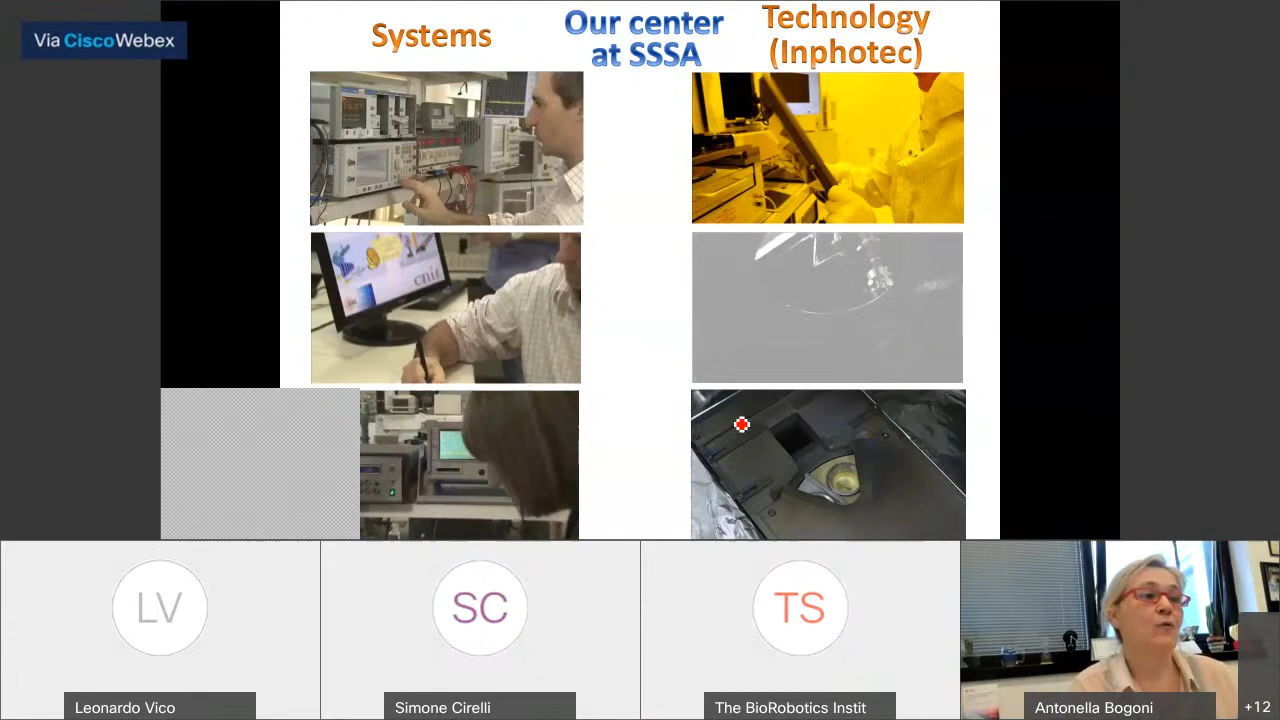 Via CiscoWebex
Systems
Our center
at SSSA
Technology
(Inphotec)
cnit
LV
SC
TS
Leonardo Vico
Simone Cirelli
The BioRobotics Instit
Antonella Bogoni
+12